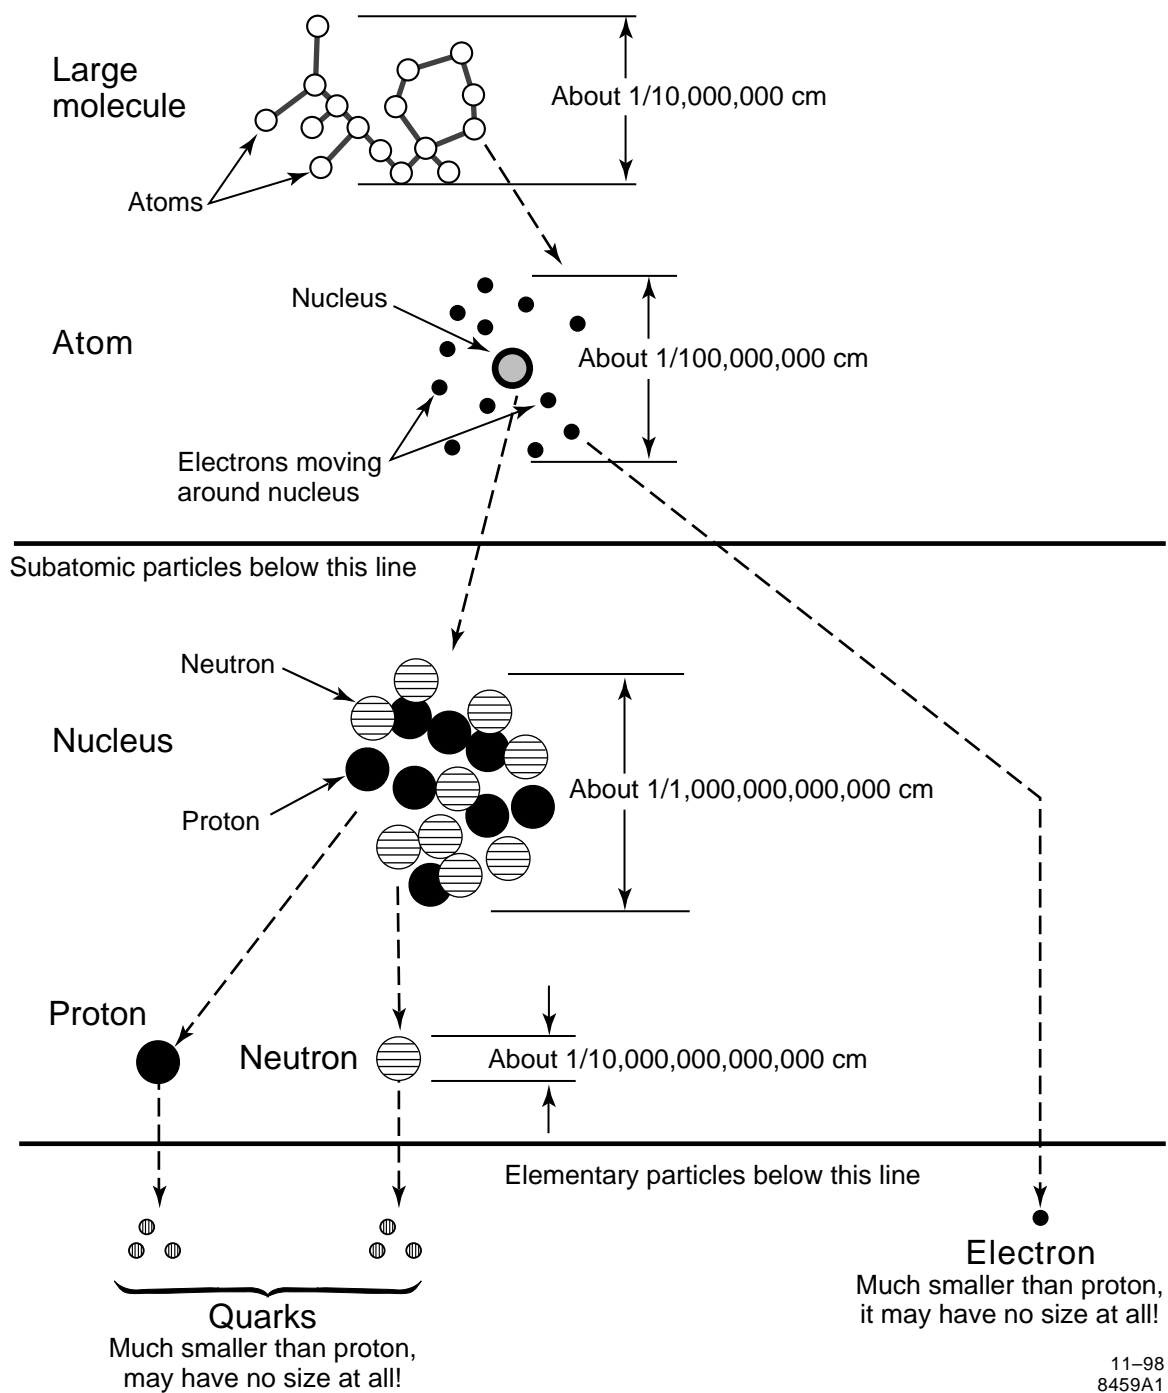 Large
molecule
About 1/10,000,000 cm
Atoms
Nucleus
Atom
About 1/100,000,000 cm
Electrons moving
around nucleus
Subatomic particles below this line
Neutron
Nucleus
About 1/1,000,000,000,000 cm
Proton
Proton
Neutron
About 1/10,000,000,000,000 cm
Elementary particles below this line
Quarks
Much smaller than proton,
may have no size at all!
Electron
Much smaller than proton,
it may have no size at all!
11–98
8459A1